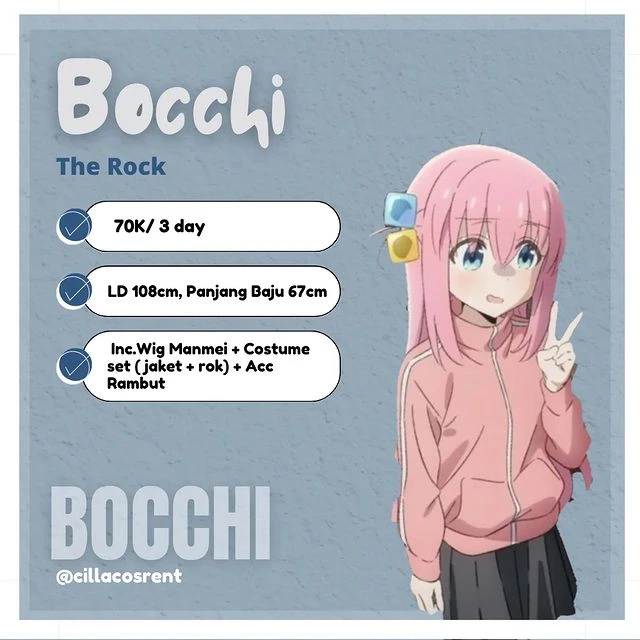 Bocchi
The Rock
70K/ 3 day
LD 108cm, Panjang Baju 67cm
Inc.Wig Manmei + Costume
set ( jaket + rok) + Acc
Rambut
BOCCHI
@cillacosrent